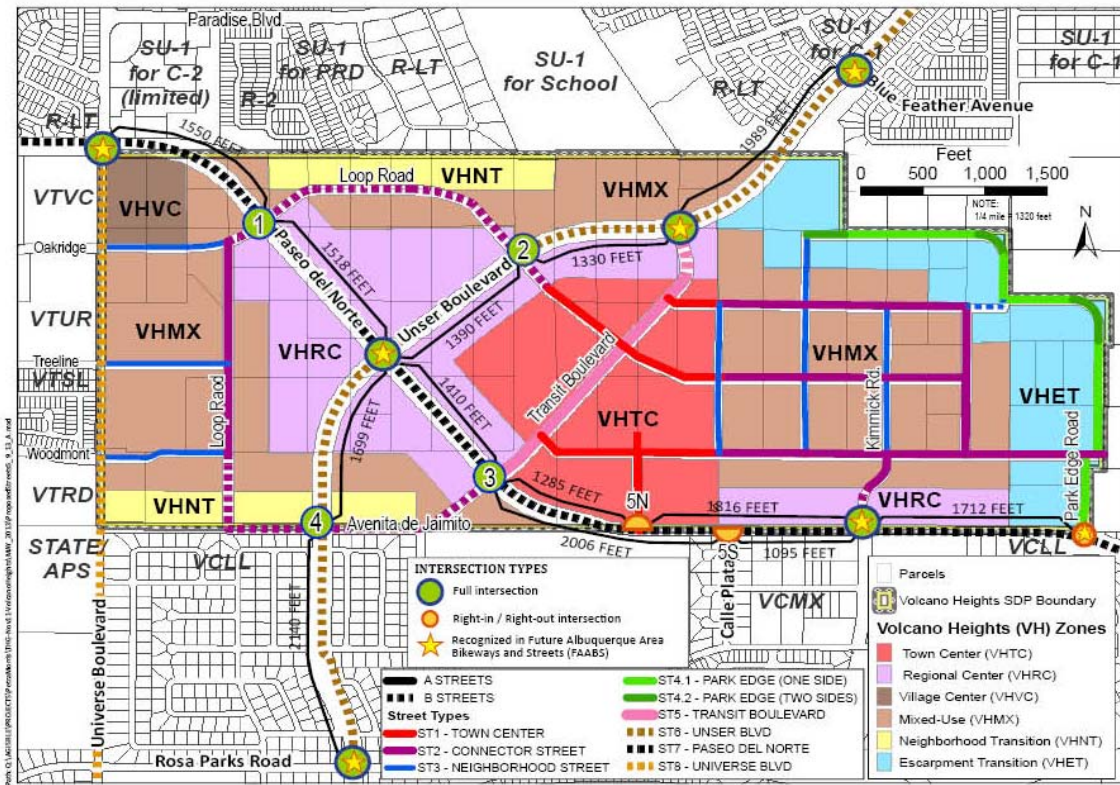 Paradise Blvd.
SU-1
for C-2
(limited)
SU-1
for PRD
R-2
R-LT
SU-1
for School
R-LT
SU-1
for C-1
SU-1
for C-1
Blue
Feather Avenue
R-LT
1550 FEET
1989 FEET
Feet
0 500 1,000 1,500
NOTE:
1/4 mile = 1320 feet
N
VTVC
VHVC
Loop Road
VHNT
VHMX
Oakridge
1
2
Paseo del Norte
1518 FEET
Unser Boulevard
1330 FEET
1390 FEET
VTUR
VHMX
VHRC
Transit Boulevard
VHMX
Kimmick Rd.
Treeline
VTSL
Loop Raod
1410 FEET
VHTC
VHET
Park Edge Road
1699 FEET
Woodmont
VTRD
VHNT
3
1285 FEET
5N
VHRC
1816 FEET
1712 FEET
4
Avenita de Jaimito
2006 FEET
5S
1095 FEET
STATE/
APS
VCLL
Calle Plata
VCMX
VCLL
2140 FEET
Universe Boulevard
Rosa Parks Road
INTERSECTION TYPES
Full intersection
Right-in / Right-out intersection
Recognized in Future Albuquerque Area
Bikeways and Streets (FAABS)
A STREETS
B STREETS
Street Types
ST1 - TOWN CENTER
ST2 - CONNECTOR STREET
ST3 - NEIGHBORHOOD STREET
ST4.1 - PARK EDGE (ONE SIDE)
ST4.2 - PARK EDGE (TWO SIDES)
ST5 - TRANSIT BOULEVARD
ST6 - UNSER BLVD
ST7 - PASEO DEL NORTE
ST8 - UNIVERSE BLVD
Parcels
Volcano Heights SDP Boundary
Volcano Heights (VH) Zones
Town Center (VHTC)
Regional Center (VHRC)
Village Center (VHVC)
Mixed-Use (VHMX)
Neighborhood Transition (VHNT)
Escarpment Transition (VHET)